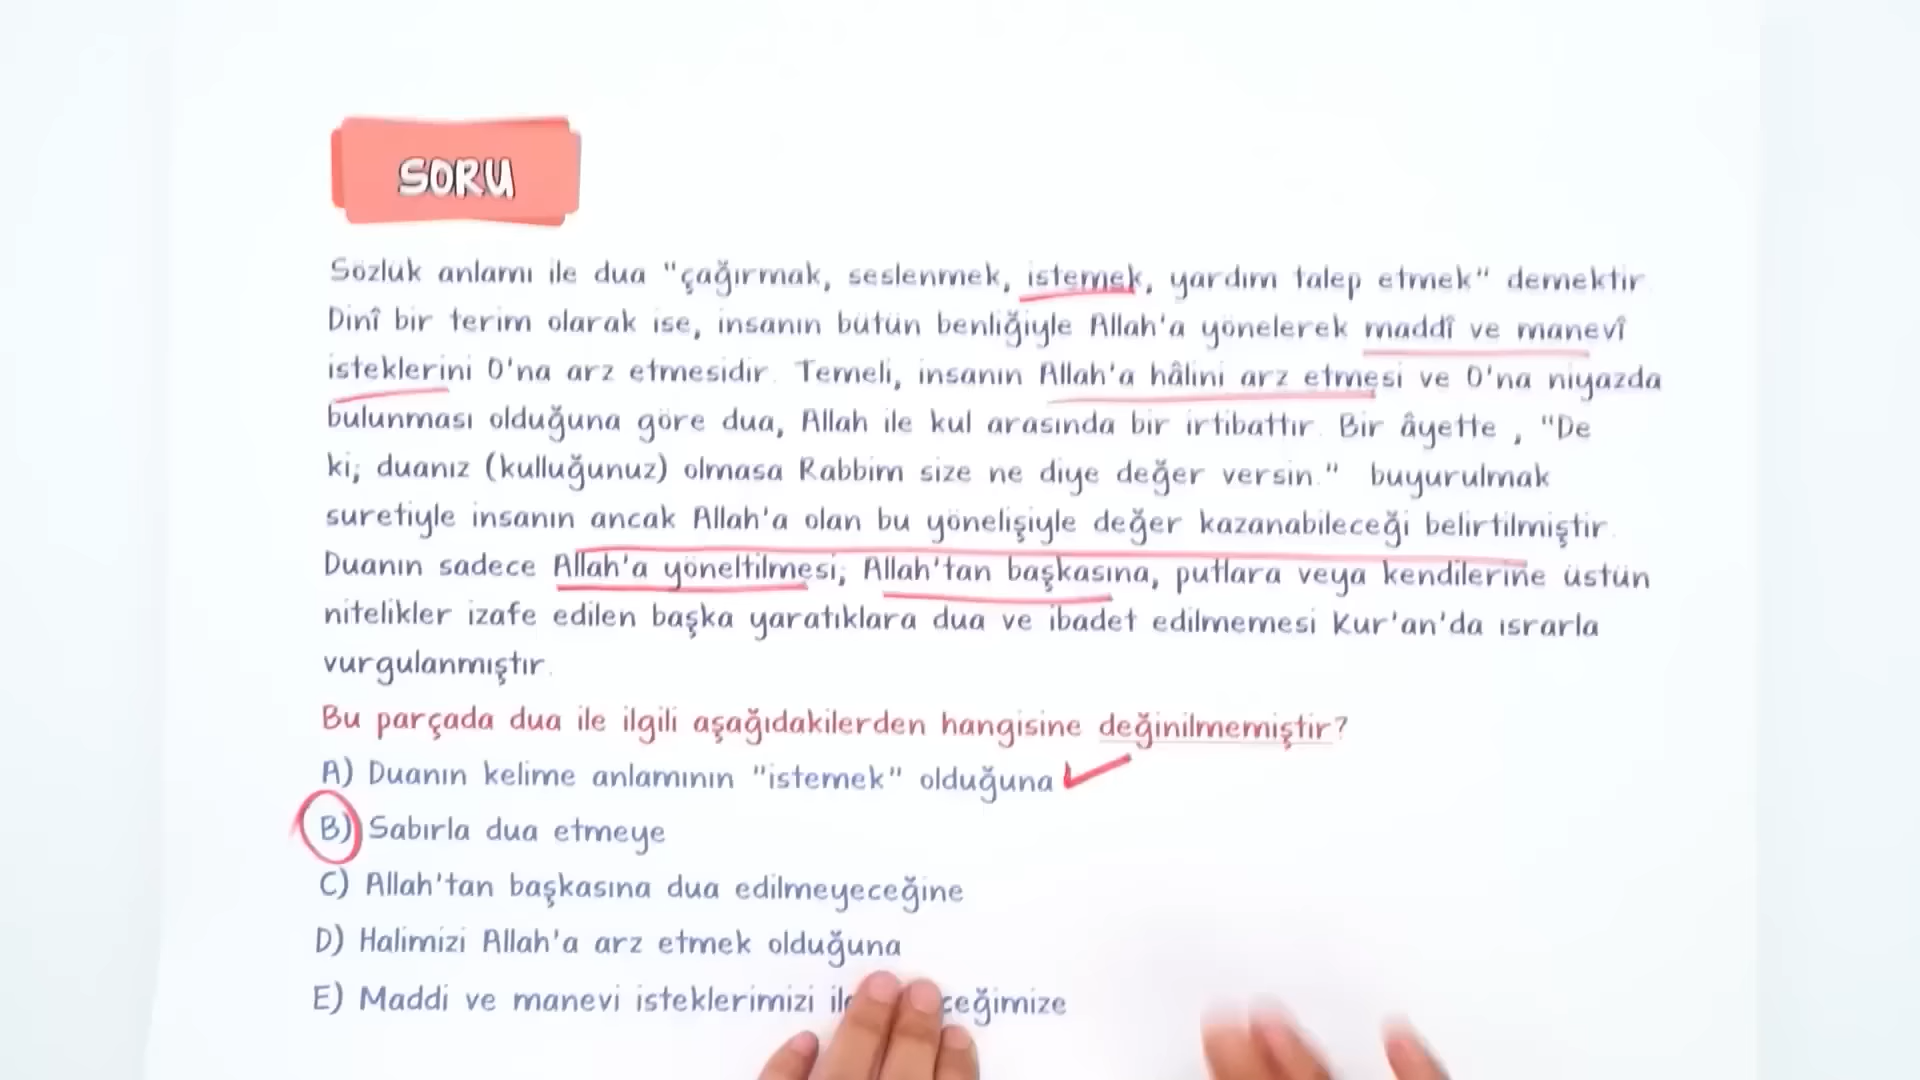 SORU
Sözlük anlamı ile dua "çağırmak, seslenmek, istemek, yardım talep etmek" demektir.
Dinî bir terim olarak ise, insanın bütün benliğiyle Allah'a yönelerek maddî ve manevî
isteklerini O'na arz etmesidir. Temeli, insanın Allah'a hâlini arz etmesi ve O'na niyazda
bulunması olduğuna göre dua, Allah ile kul arasında bir irtibattır. Bir âyette , "De
ki; duanız (kulluğunuz) olmasa Rabbim size ne diye değer versin." buyurulmak
suretiyle insanın ancak Allah'a olan bu yönelişiyle değer kazanabileceği belirtilmiştir.
Duanın sadece Allah'a yöneltilmesi; Allah'tan başkasına, putlara veya kendilerine üstün
nitelikler izafe edilen başka yaratıklara dua ve ibadet edilmemesi Kur'an'da ısrarla
vurgulanmıştır.
Bu parçada dua ile ilgili aşağıdakilerden hangisine değinilmemiştir?
A) Duanın kelime anlamının "istemek" olduğuna
B) Sabırla dua etmeye
C) Allah'tan başkasına dua edilmeyeceğine
D) Halimizi Allah'a arz etmek olduğuna
E) Maddi ve manevi isteklerimizi